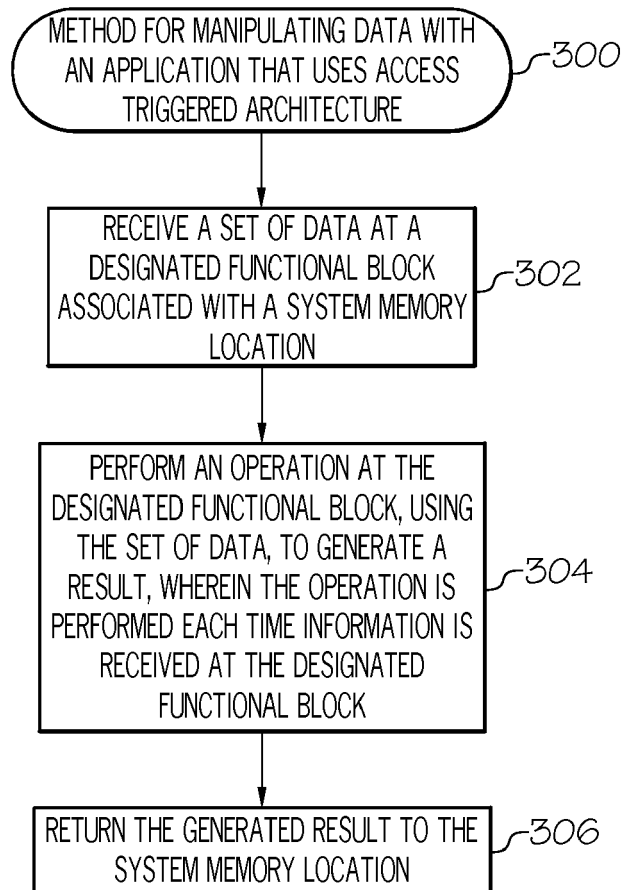 METHOD FOR MANIPULATING DATA WITH
AN APPLICATION THAT USES ACCESS
TRIGGERED ARCHITECTURE
300
RECEIVE A SET OF DATA AT A
DESIGNATED FUNCTIONAL BLOCK
ASSOCIATED WITH A SYSTEM MEMORY
LOCATION
302
PERFORM AN OPERATION AT THE
DESIGNATED FUNCTIONAL BLOCK, USING
THE SET OF DATA, TO GENERATE A
RESULT, WHEREIN THE OPERATION IS
PERFORMED EACH TIME INFORMATION IS
RECEIVED AT THE DESIGNATED
FUNCTIONAL BLOCK
304
RETURN THE GENERATED RESULT TO THE
SYSTEM MEMORY LOCATION
306